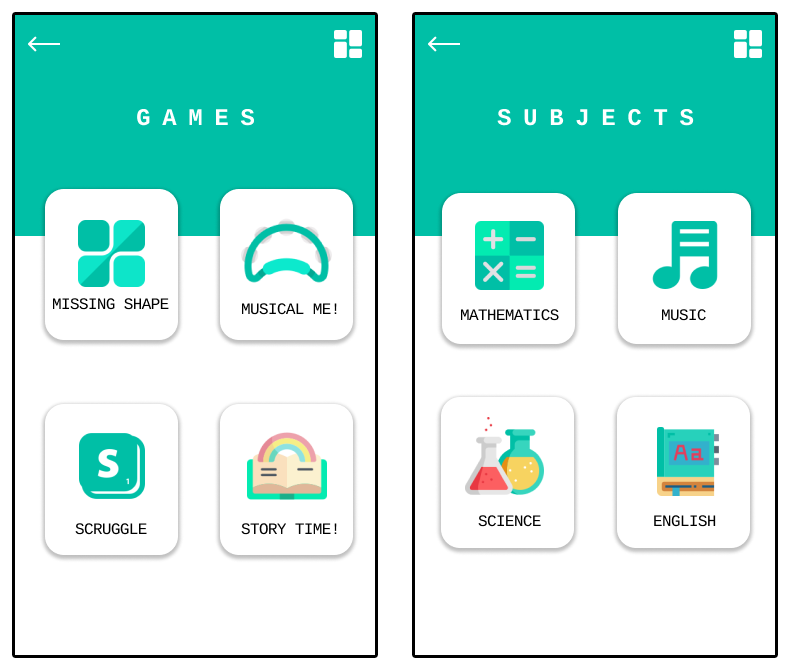 GAMES
MISSING SHAPE
MUSICAL ME!
S
1
SCRUGGLE
STORY TIME!
SUBJECTS
MATHEMATICS
MUSIC
SCIENCE
Aa
ENGLISH